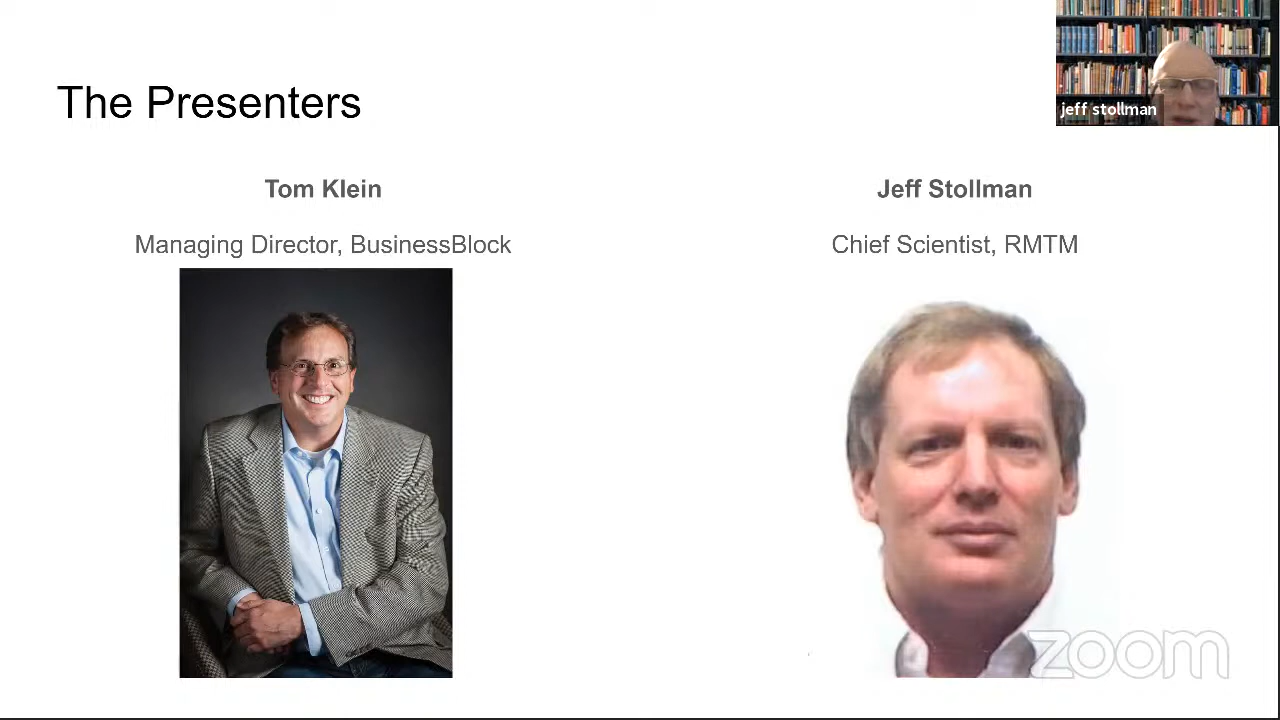 The Presenters
jeff stollman
Tom Klein
Managing Director, BusinessBlock
Jeff Stollman
Chief Scientist, RMTM
zoom